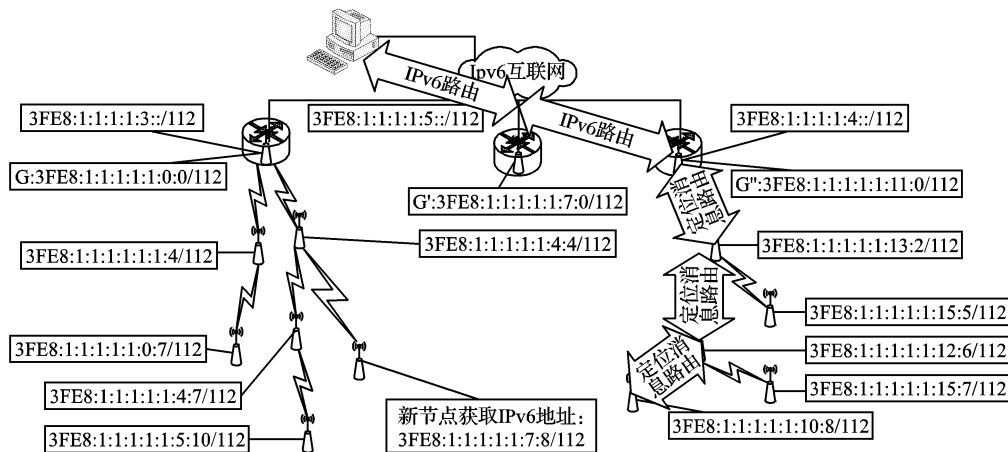 Ipv6互联网
IPv6路由
IPv6路由
3FE8:1:1:1:1:3::/112
3FE8:1:1:1:1:5::/112
3FE8:1:1:1:1:4::/112
G:3FE8:1:1:1:1:1:0:0/112
G':3FE8:1:1:1:1:1:7:0/112
G'':3FE8:1:1:1:1:1:11:0/112
定位消
息路由
3FE8:1:1:1:1:1:1:4/112
3FE8:1:1:1:1:1:4:4/112
3FE8:1:1:1:1:1:13:2/112
定位消
息路由
3FE8:1:1:1:1:1:15:5/112
3FE8:1:1:1:1:1:0:7/112
3FE8:1:1:1:1:1:12:6/112
定位消
息路由
3FE8:1:1:1:1:1:4:7/112
3FE8:1:1:1:1:1:15:7/112
新节点获取IPv6地址：
3FE8:1:1:1:1:1:7:8/112
3FE8:1:1:1:1:1:10:8/112
3FE8:1:1:1:1:1:5:10/112